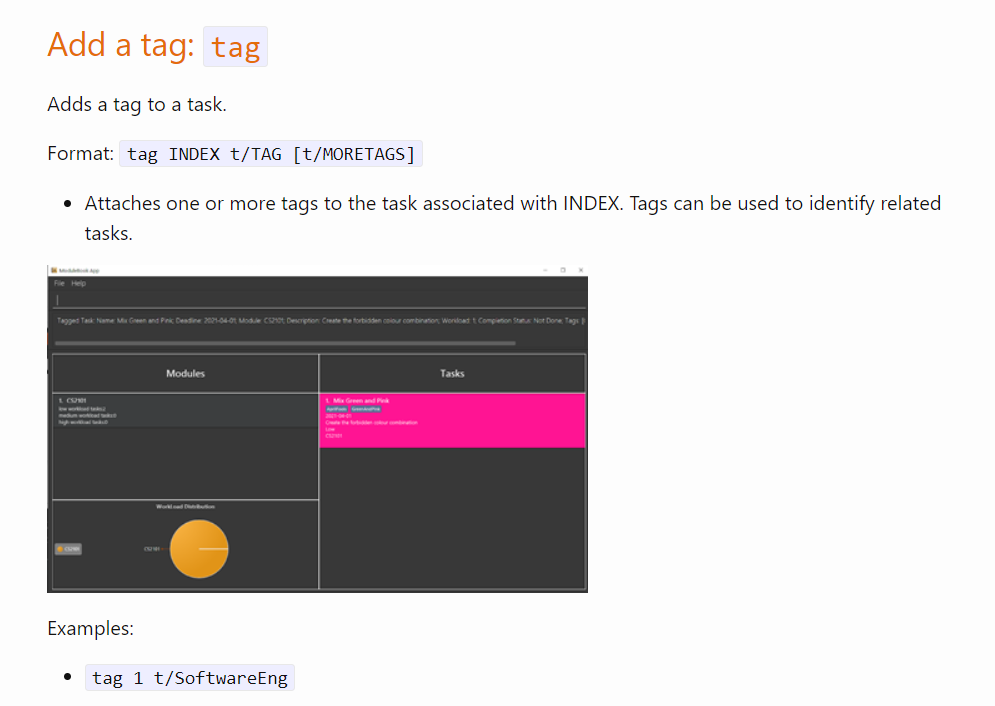 Add a tag: tag
Adds a tag to a task.
Format: tag INDEX t/TAG [t/MORETAGS]
Attaches one or more tags to the task associated with INDEX. Tags can be used to identify related
tasks.
ModuleBook App
File Help
Tagged Task: Name: Mix Green and Pink; Deadline: 2021-04-01; Module: CS2101; Description: Create the forbidden colour combination; Workload: 1; Completion Status: Not Done; Tags:
Modules
Tasks
1. CS2101
low workload tasks:
medium workload tasks:0
high workload tasks:0
1. Mix Green and Pink
AprilFools GreenAndPink
2021-04-01
Create the forbidden colour combination
Low
CS2101
WorkLoad Distribution
CS2101
CS2101
Examples:
tag 1 t/SoftwareEng